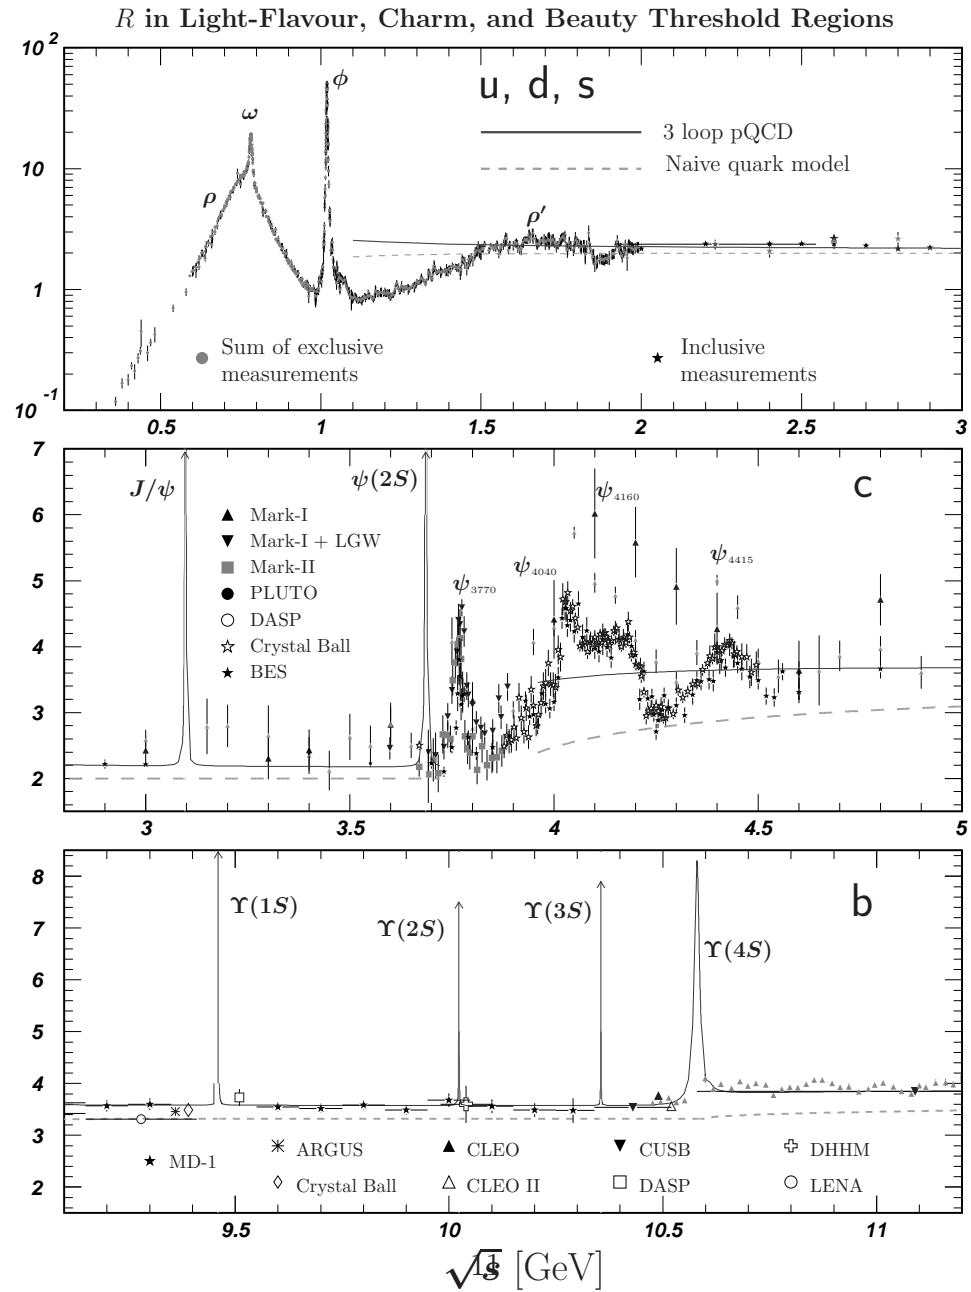 R in Light-Flavour, Charm, and Beauty Threshold Regions
10²
10
1
10⁻¹
u, d, s
ρ
ω
ϕ
ρ′
3 loop pQCD
Naive quark model
Sum of exclusive
measurements
Inclusive
measurements
0.5 1 1.5 2 2.5 3
7
6
5
4
3
2
c
J/ψ
ψ(2S)
Mark-I
Mark-I + LGW
Mark-II
PLUTO
DASP
Crystal Ball
BES
ψ3770
ψ4040
ψ4160
ψ4415
3 3.5 4 4.5 5
8
7
6
5
4
3
2
b
Υ(1S)
Υ(2S)
Υ(3S)
Υ(4S)
MD-1
ARGUS
CLEO
CUSB
DHHM
Crystal Ball
CLEO II
DASP
LENA
9.5 10 10.5 11
√s [GeV]